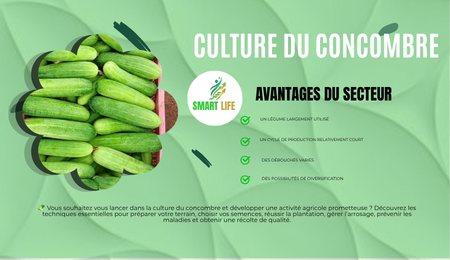 CULTURE DU CONCOMBRE
SMART LIFE
AVANTAGES DU SECTEUR
UN LÉGUME LARGEMENT UTILISÉ
UN CYCLE DE PRODUCTION RELATIVEMENT COURT
DES DÉBOUCHÉS VARIÉS
DES POSSIBILITÉS DE DIVERSIFICATION
Vous souhaitez vous lancer dans la culture du concombre et développer une activité agricole prometteuse ? Découvrez les
techniques essentielles pour préparer votre terrain, choisir vos semences, réussir la plantation, gérer l'arrosage, prévenir les
maladies et obtenir une récolte de qualité.